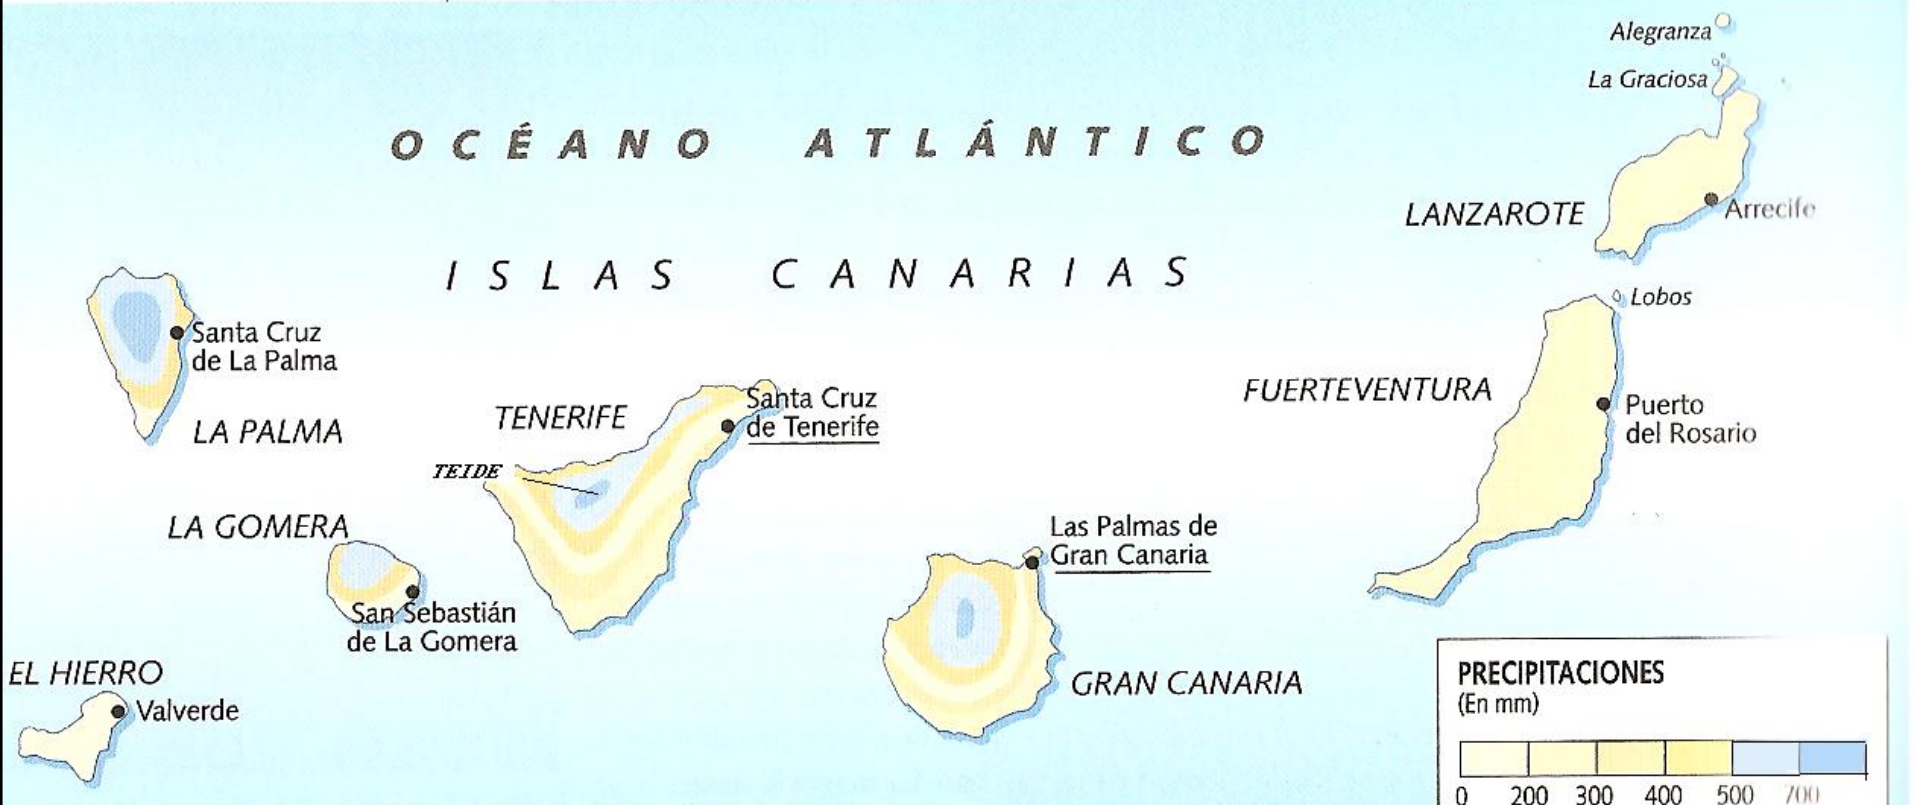 Alegranza
La Graciosa
OCÉANO ATLÁNTICO
LANZAROTE
Arrecife
ISLAS CANARIAS
Lobos
Santa Cruz
de La Palma
LA PALMA
TENERIFE
Santa Cruz
de Tenerife
FUERTEVENTURA
Puerto
del Rosario
TEIDE
LA GOMERA
San Sebastián
de La Gomera
Las Palmas de
Gran Canaria
GRAN CANARIA
EL HIERRO
Valverde
PRECIPITACIONES
(En mm)
0 200 300 400 500 700